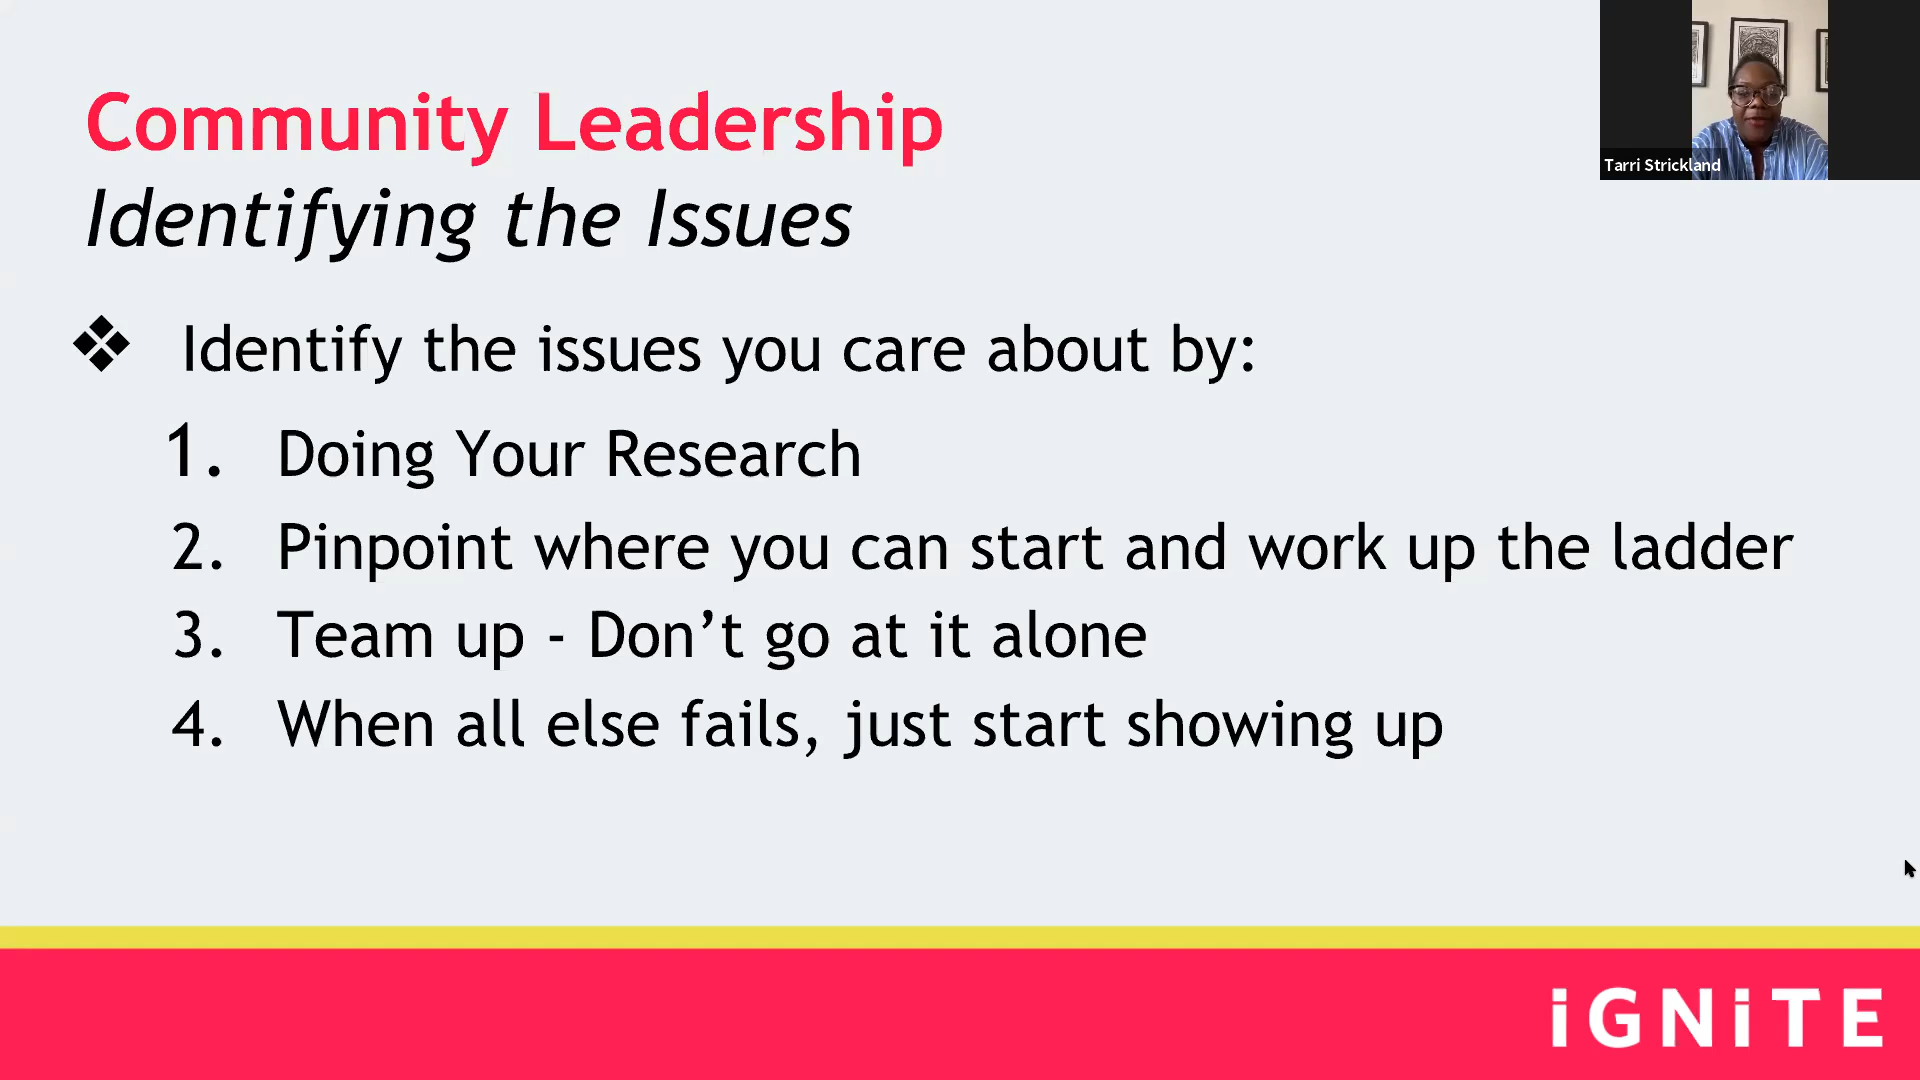 Community Leadership
Identifying the Issues
❖ Identify the issues you care about by:
1. Doing Your Research
2. Pinpoint where you can start and work up the ladder
3. Team up - Don’t go at it alone
4. When all else fails, just start showing up
Tarri Strickland
iGNiTE